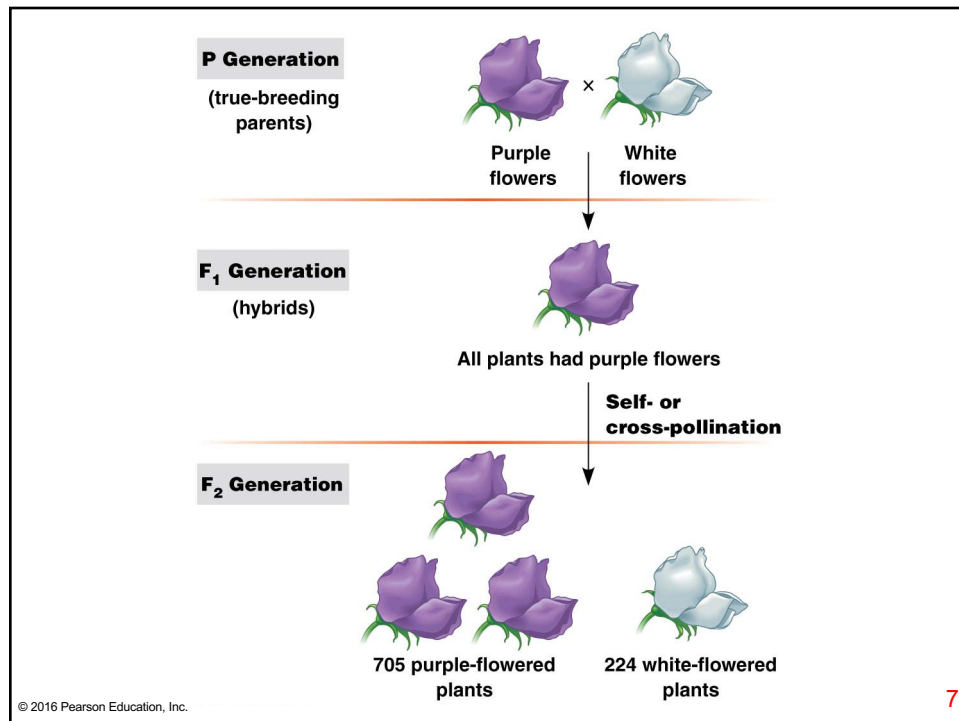 P Generation
(true-breeding
parents)
×
Purple
flowers
White
flowers
F₁ Generation
(hybrids)
All plants had purple flowers
Self- or
cross-pollination
F₂ Generation
705 purple-flowered
plants
224 white-flowered
plants
© 2016 Pearson Education, Inc.
7